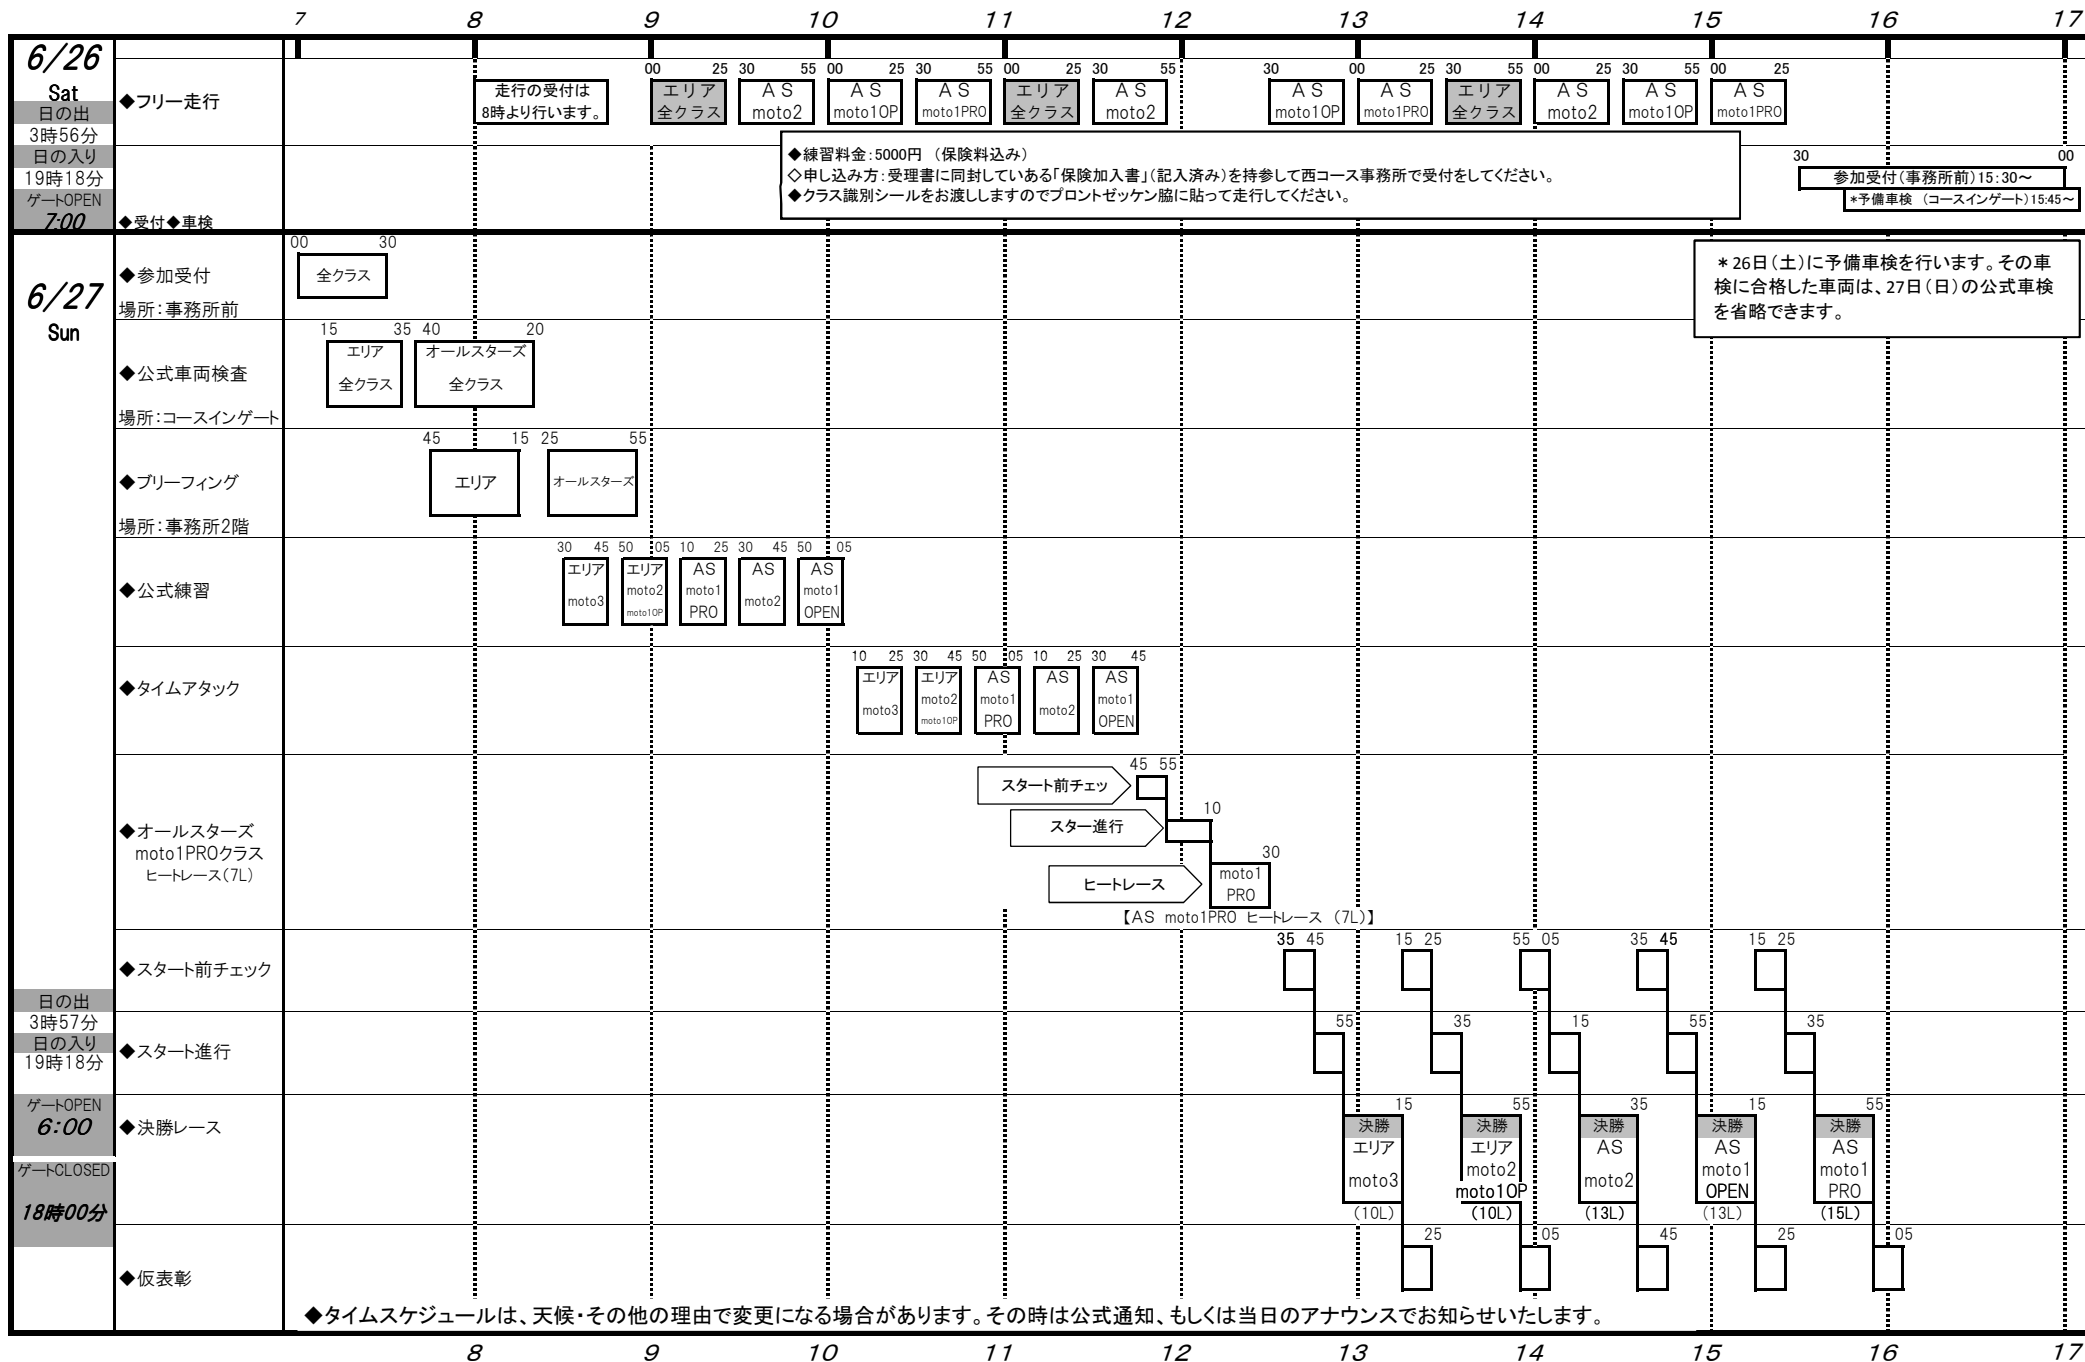 7 8 9 10 11 12 13 14 15 16 17
6/26
Sat
日の出
3時56分
日の入り
19時18分
ゲートOPEN
7:00
◆フリー走行
走行の受付は
8時より行います。
00 25 30 55 00 25 30 55 00 25 30 55 30 00 25 30 55 00 25 30 55 00 25
エリア
全クラス
ＡＳ
moto2
ＡＳ
moto1OP
ＡＳ
moto1PRO
エリア
全クラス
ＡＳ
moto2
ＡＳ
moto1OP
ＡＳ
moto1PRO
エリア
全クラス
ＡＳ
moto2
ＡＳ
moto1OP
ＡＳ
moto1PRO
◆練習料金：5000円 （保険料込み）
◇申し込み方：受理書に同封している「保険加入書」（記入済み）を持参して西コース事務所で受付をしてください。
◆クラス識別シールをお渡ししますのでプロントゼッケン脇に貼って走行してください。
◆受付◆車検
30 00
参加受付（事務所前）15：30～
*予備車検 （コースインゲート）15:45～
6/27
Sun
◆参加受付
場所：事務所前
00 30
全クラス
＊26日（土）に予備車検を行います。その車
検に合格した車両は、27日（日）の公式車検
を省略できます。
◆公式車両検査
場所：コースインゲート
15 35 40 20
エリア
全クラス
オールスターズ
全クラス
◆ブリーフィング
場所：事務所2階
45 15 25 55
エリア
オールスターズ
◆公式練習
30 45 50 05 10 25 30 45 50 05
エリア
moto3
エリア
moto2
moto1OP
AS
moto1
PRO
AS
moto2
AS
moto1
OPEN
◆タイムアタック
10 25 30 45 50 05 10 25 30 45
エリア
moto3
エリア
moto2
moto1OP
AS
moto1
PRO
AS
moto2
AS
moto1
OPEN
◆オールスターズ
moto1PROクラス
ヒートレース（7L）
スタート前チェッ
45 55
スター進行
10
ヒートレース
30
moto1
PRO
【AS moto1PRO ヒートレース （7L）】
◆スタート前チェック
35 45 15 25 55 05 35 45 15 25
日の出
3時57分
日の入り
19時18分
◆スタート進行
55 35 15 55 35
ゲートOPEN
6:00
ゲートCLOSED
18時00分
◆決勝レース
15 55 35 15 55
決勝
エリア
moto3
（10L）
決勝
エリア
moto2
moto1OP
（10L）
決勝
AS
moto2
（13L）
決勝
AS
moto1
OPEN
（13L）
決勝
AS
moto1
PRO
（15L）
◆仮表彰
25 05 45 25 05
◆タイムスケジュールは、天候・その他の理由で変更になる場合があります。その時は公式通知、もしくは当日のアナウンスでお知らせいたします。
8 9 10 11 12 13 14 15 16 17